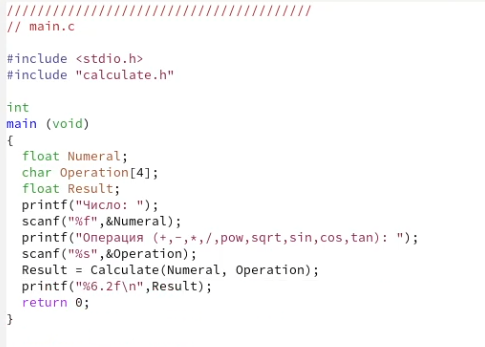 ////////////////////////////////////////
// main.c
#include <stdio.h>
#include "calculate.h"
int
main (void)
{
  float Numeral;
  char Operation[4];
  float Result;
  printf("Число: ");
  scanf("%f",&Numeral);
  printf("Операция (+,-,*,/,pow,sqrt,sin,cos,tan): ");
  scanf("%s",&Operation);
  Result = Calculate(Numeral, Operation);
  printf("%6.2f\n",Result);
  return 0;
}